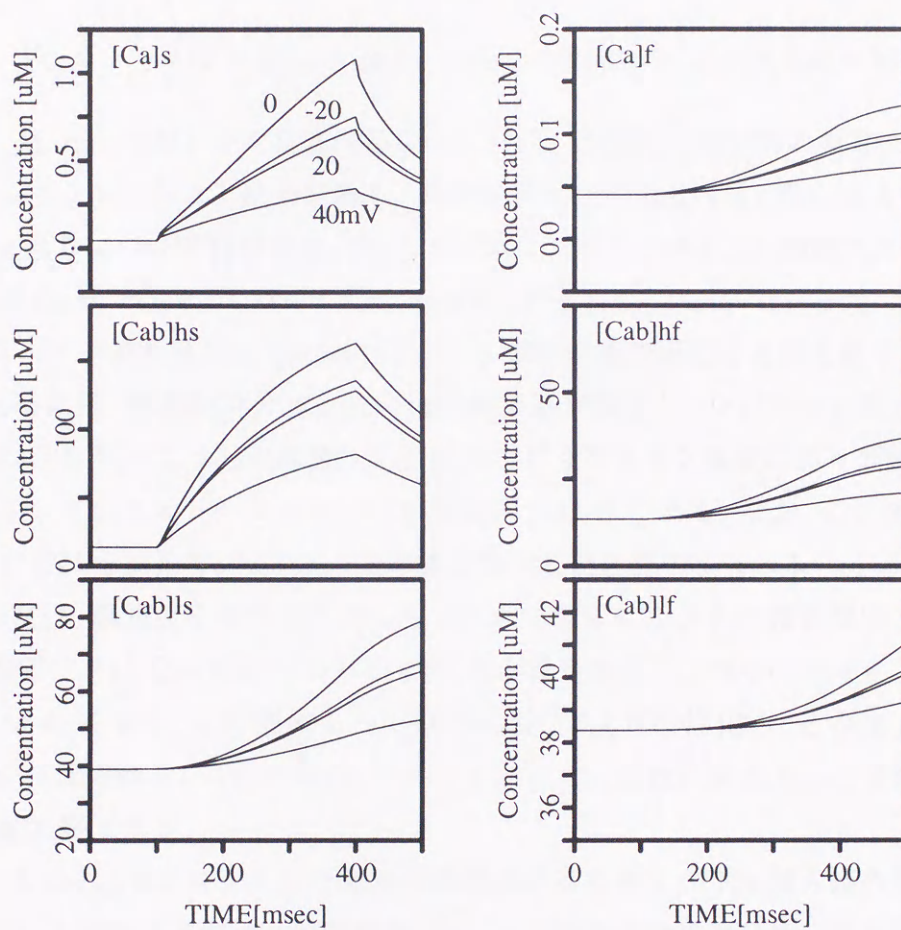 [Ca]s
Concentration [uM]
1.0
0.5
0.0
0
-20
20
40mV
[Ca]f
Concentration [uM]
0.2
0.1
0.0
[Cab]hs
Concentration [uM]
100
0
[Cab]hf
Concentration [uM]
50
0
[Cab]ls
Concentration [uM]
80
60
40
20
0
200
400
TIME[msec]
[Cab]lf
Concentration [uM]
42
40
38
36
0
200
400
TIME[msec]